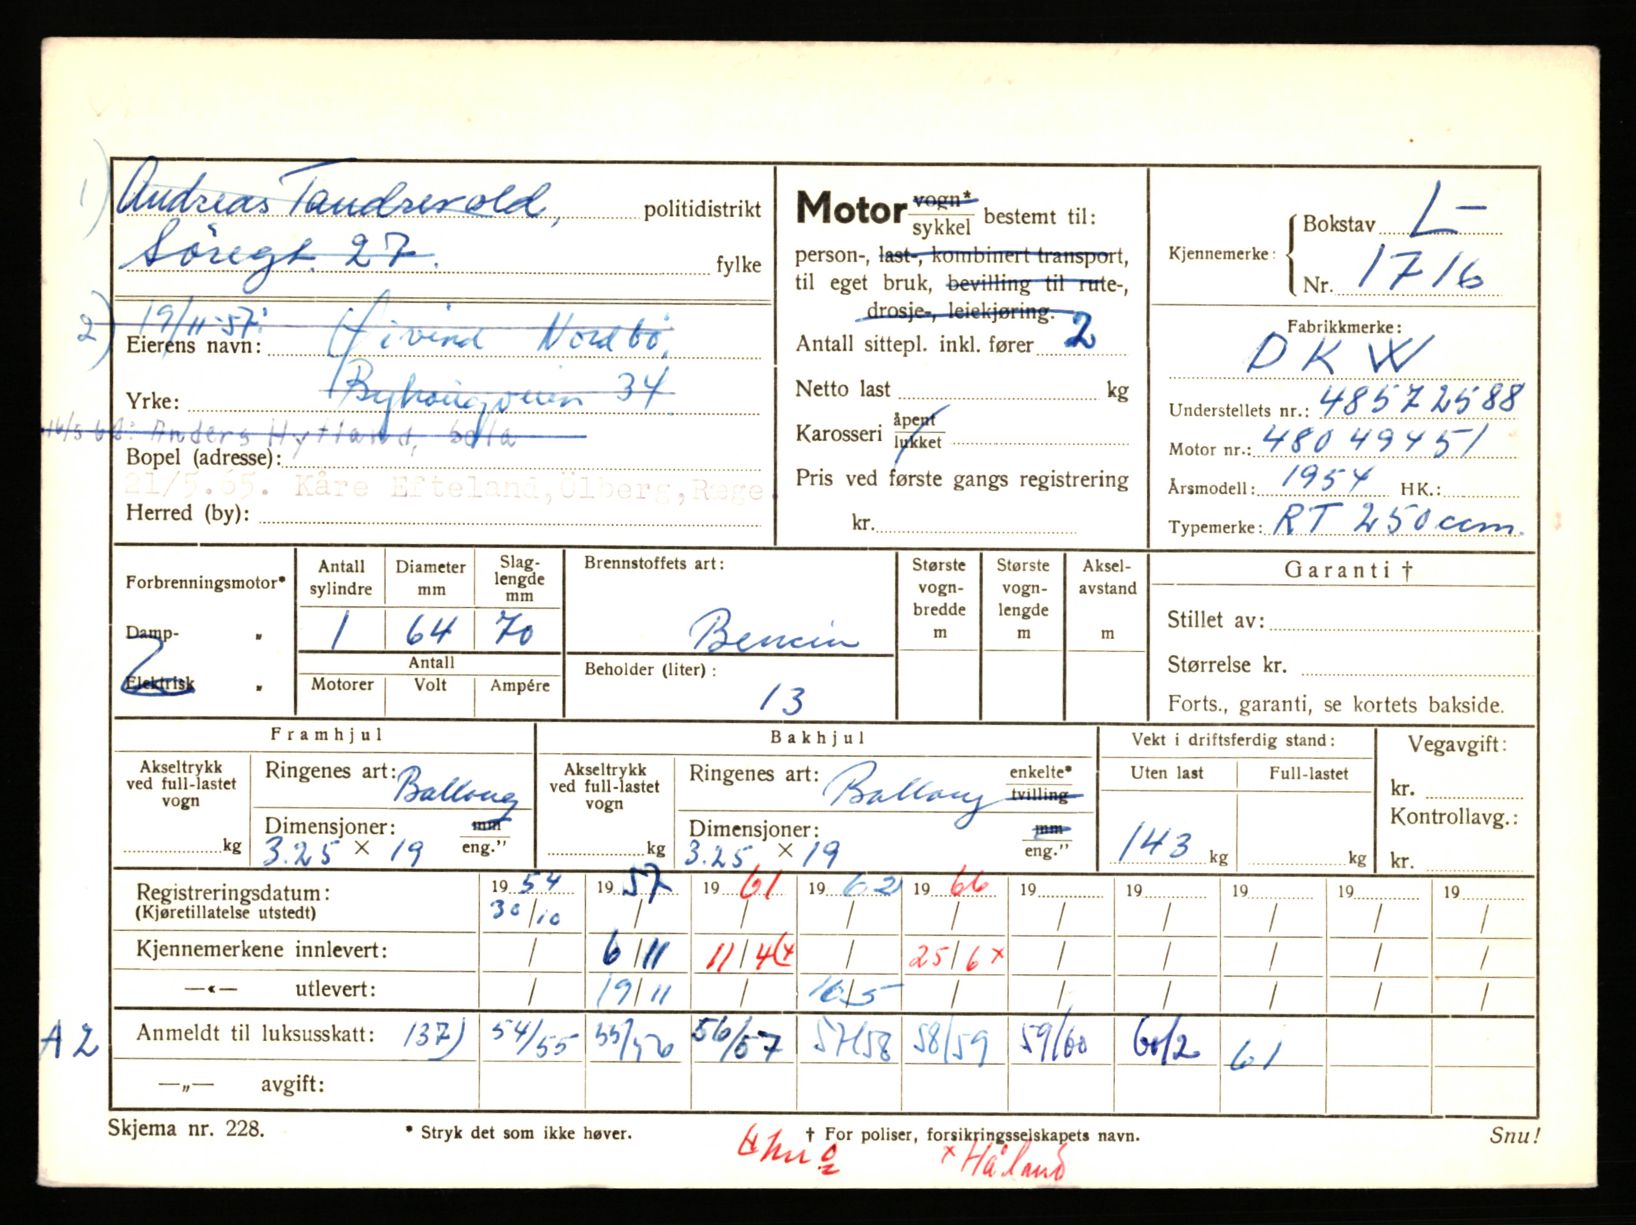 1) Andreas Tandrevold, politidistrikt
Søregt. 27. fylke
2) 19/11-57: Øivind Nordbø,
Eierens navn:
Byhaugveien 34
Yrke:
16/5 62: Anders Hytland,
Bopel (adresse):
21/5.65. Kåre Efteland, Ölberg, Ræge.
Herred (by):
Motor vogn* sykkel bestemt til:
person-, last-, kombinert transport,
til eget bruk, bevilling til rute-,
drosje-, leiekjøring.
Antall sittepl. inkl. fører 2
Netto last kg
Karosseri åpent lukket
Pris ved første gangs registrering
kr.
Kjennemerke: Bokstav L-
Nr. 1716
Fabrikkmerke:
DKW
Understellets nr.: 48572588
Motor nr.: 48049451
Årsmodell: 1954 HK.:
Typemerke: RT 250 ccm.
Forbrenningsmotor*
Damp- "
Elektrisk "
Antall sylindre Diameter mm Slag-lengde mm
1 64 70
Antall
Motorer Volt Ampére
Brennstoffets art:
Bencin
Beholder (liter):
13
Største vogn-bredde m
Største vogn-lengde m
Aksel-avstand m
Garanti †
Stillet av:
Størrelse kr.
Forts., garanti, se kortets bakside.
Framhjul
Akseltrykk ved full-lastet vogn kg
Ringenes art: Ballong
Dimensjoner: mm
3.25 × 19 eng."
Bakhjul
Akseltrykk ved full-lastet vogn kg
Ringenes art: Ballong enkelte* tvilling
Dimensjoner: mm
3.25 × 19 eng."
Vekt i driftsferdig stand:
Uten last Full-lastet
143 kg kg
Vegavgift:
kr.
Kontrollavg.:
kr.
Registreringsdatum: 1954 1957 1961 1962 1966 19 19 19 19 19
(Kjøretillatelse utstedt) 30/10 / / / / / / / / /
Kjennemerkene innlevert: / 6/11 11/4 / 25/6 × / / / / /
—«— utlevert: / 19/11 / 16/5 / / / / / /
A2 Anmeldt til luksusskatt: 137) 54/55 55/56 56/57 57/58 58/59 59/60 60/2 61
—„— avgift:
Skjema nr. 228. * Stryk det som ikke høver. † For poliser, forsikringsselskapets navn. Snu!
× Håland